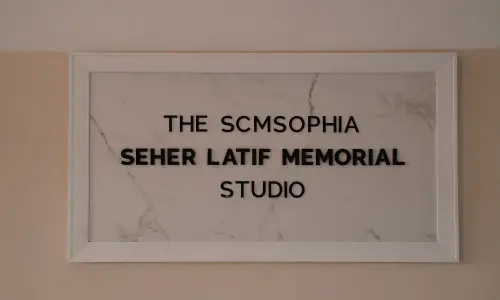 THE SCMSOPHIA
SEHER LATIF MEMORIAL
STUDIO